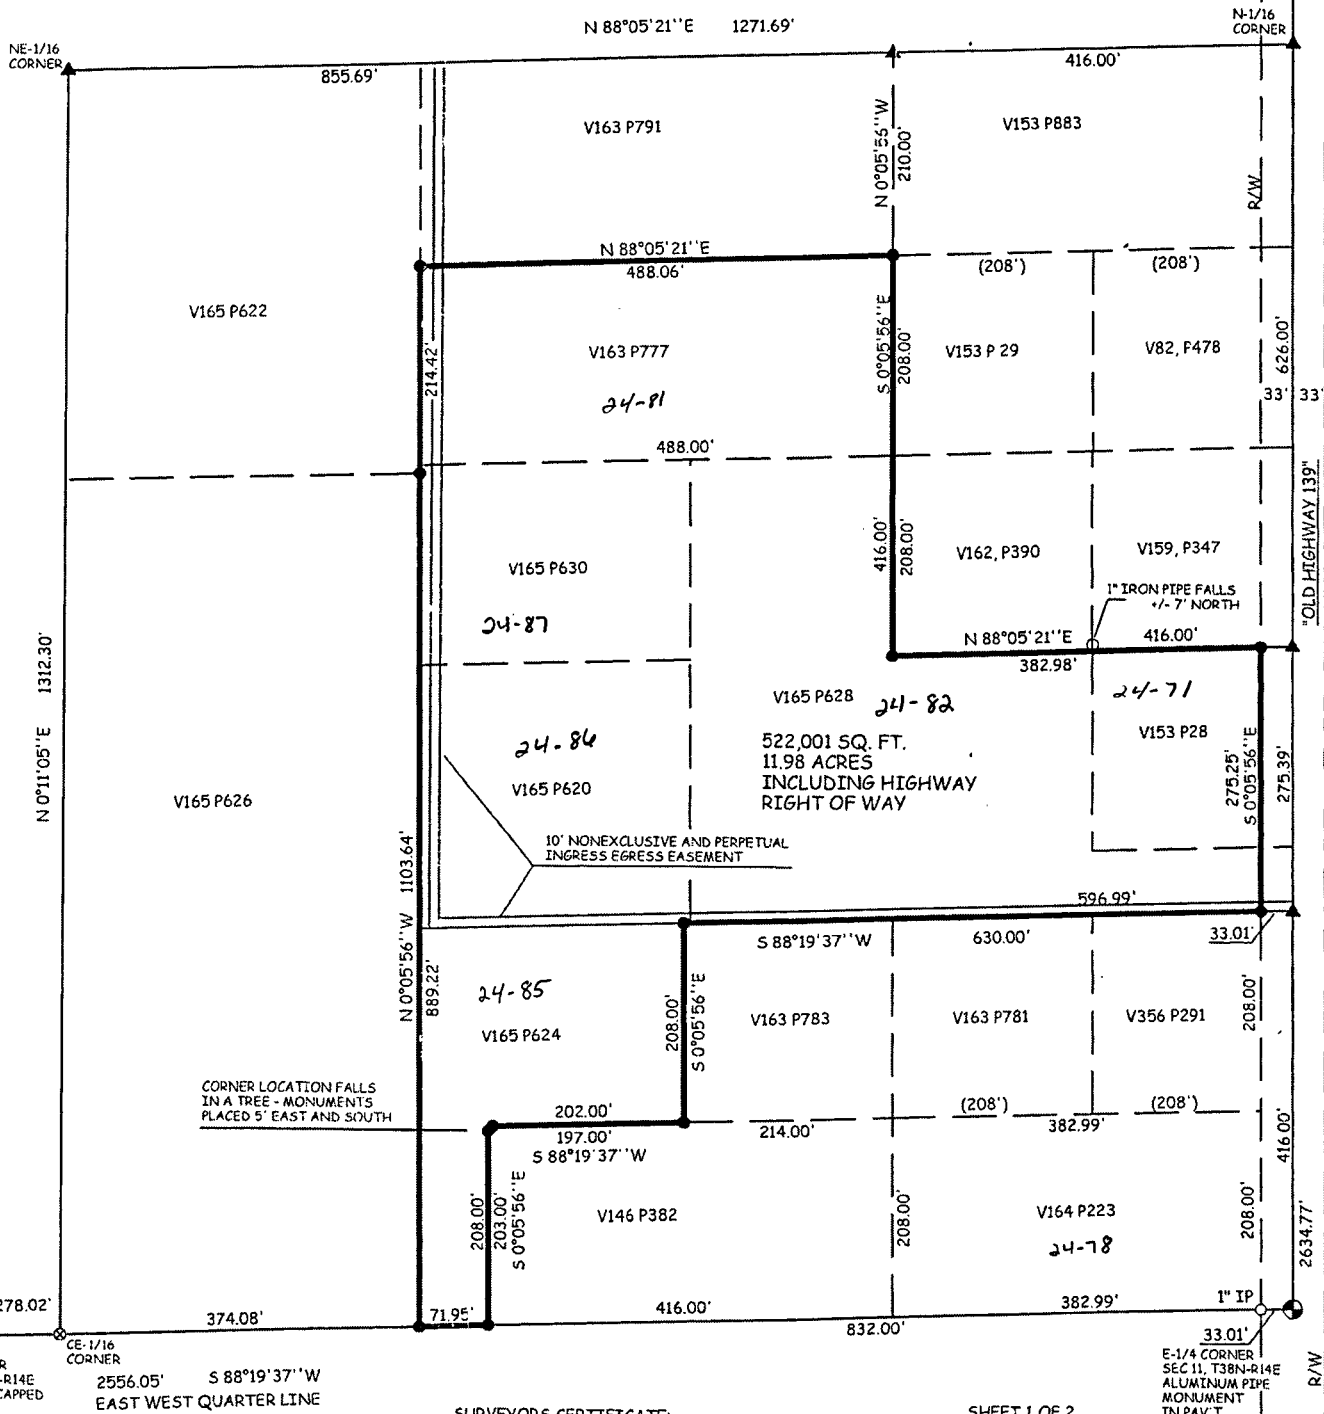 N 88°05'21''E 1271.69'
N-1/16
CORNER
NE-1/16
CORNER
855.69'
416.00'
V163 P791
V153 P883
N 0°05'56''W
210.00'
R/W
N 88°05'21''E
488.06'
(208')
(208')
V165 P622
214.42'
V163 P777
24-81
S 0°05'56''E
208.00'
V153 P 29
V82, P478
626.00'
33'
33'
488.00'
"OLD HIGHWAY 139"
V165 P630
24-87
416.00'
208.00'
V162, P390
V159, P347
1" IRON PIPE FALLS
+/- 7' NORTH
N 88°05'21''E
416.00'
382.98'
N 0°11'05''E 1312.30'
V165 P628
24-82
24-71
V153 P28
522,001 SQ. FT.
11.98 ACRES
INCLUDING HIGHWAY
RIGHT OF WAY
24-86
V165 P620
275.25'
S 0°05'56''E
275.39'
V165 P626
10' NONEXCLUSIVE AND PERPETUAL
INGRESS EGRESS EASEMENT
N 0°05'56''W 1103.64'
889.22'
596.99'
S 88°19'37''W
630.00'
33.01'
24-85
V165 P624
208.00'
S 0°05'56''E
V163 P783
V163 P781
V356 P291
208.00'
CORNER LOCATION FALLS
IN A TREE - MONUMENTS
PLACED 5' EAST AND SOUTH
202.00'
197.00'
S 88°19'37''W
214.00'
(208')
(208')
382.99'
416.00'
208.00'
203.00'
S 0°05'56''E
V146 P382
208.00'
V164 P223
24-78
208.00'
2634.77'
278.02'
374.08'
71.95'
416.00'
832.00'
382.99'
1" IP
33.01'
CE-1/16
CORNER
R
-R14E
CAPPED
2556.05' S 88°19'37''W
EAST WEST QUARTER LINE
E-1/4 CORNER
SEC 11, T38N-R14E
ALUMINUM PIPE
MONUMENT
IN PAV'T
R/W
SURVEYORS CERTIFICATE:
SHEET 1 OF 2